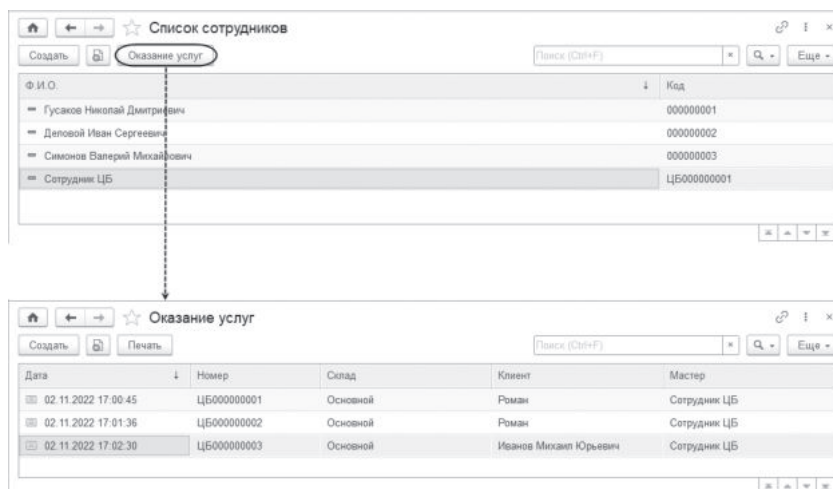 Список сотрудников
Создать Оказание услуг Поиск (Ctrl+F) × Еще
Ф.И.О. ↓ Код
Гусаков Николай Дмитриевич 000000001
Деловой Иван Сергеевич 000000002
Симонов Валерий Михайлович 000000003
Сотрудник ЦБ ЦБ000000001
Оказание услуг
Создать Печать Поиск (Ctrl+F) × Еще
Дата ↓ Номер Склад Клиент Мастер
02.11.2022 17:00:45 ЦБ000000001 Основной Роман Сотрудник ЦБ
02.11.2022 17:01:36 ЦБ000000002 Основной Роман Сотрудник ЦБ
02.11.2022 17:02:30 ЦБ000000003 Основной Иванов Михаил Юрьевич Сотрудник ЦБ